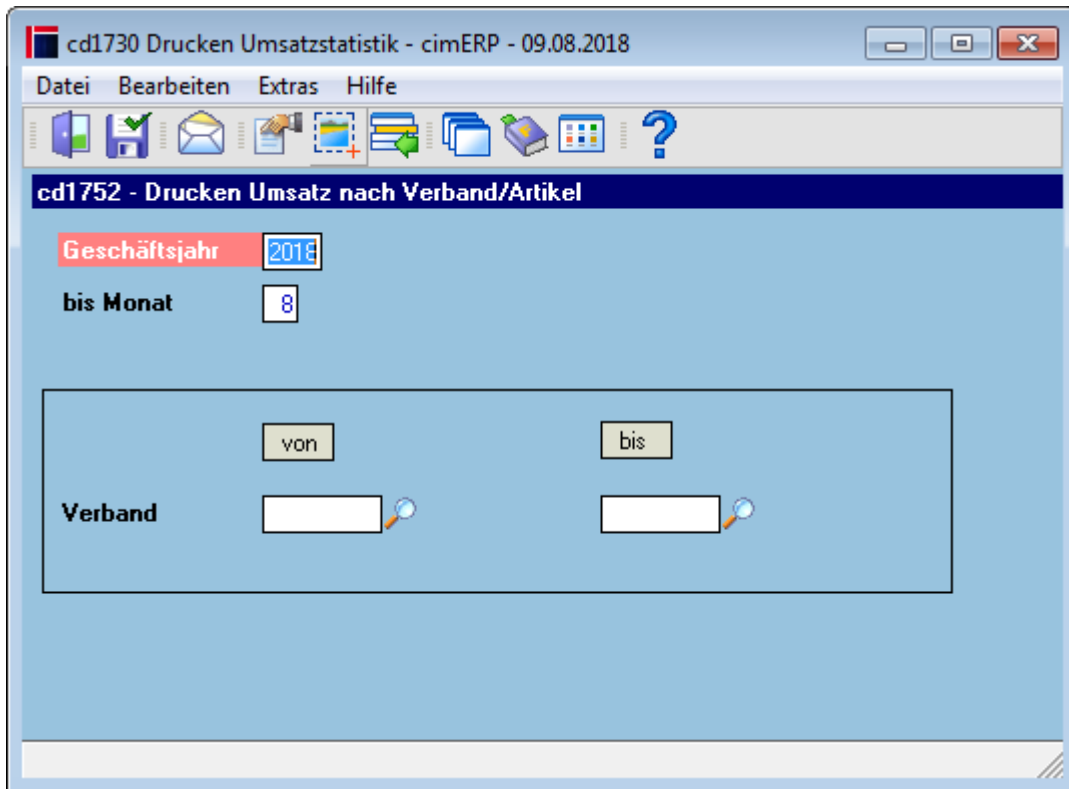 cd1730 Drucken Umsatzstatistik - cimERP - 09.08.2018
Datei Bearbeiten Extras Hilfe
cd1752 - Drucken Umsatz nach Verband/Artikel
Geschäftsjahr 2018
bis Monat 8
von bis
Verband